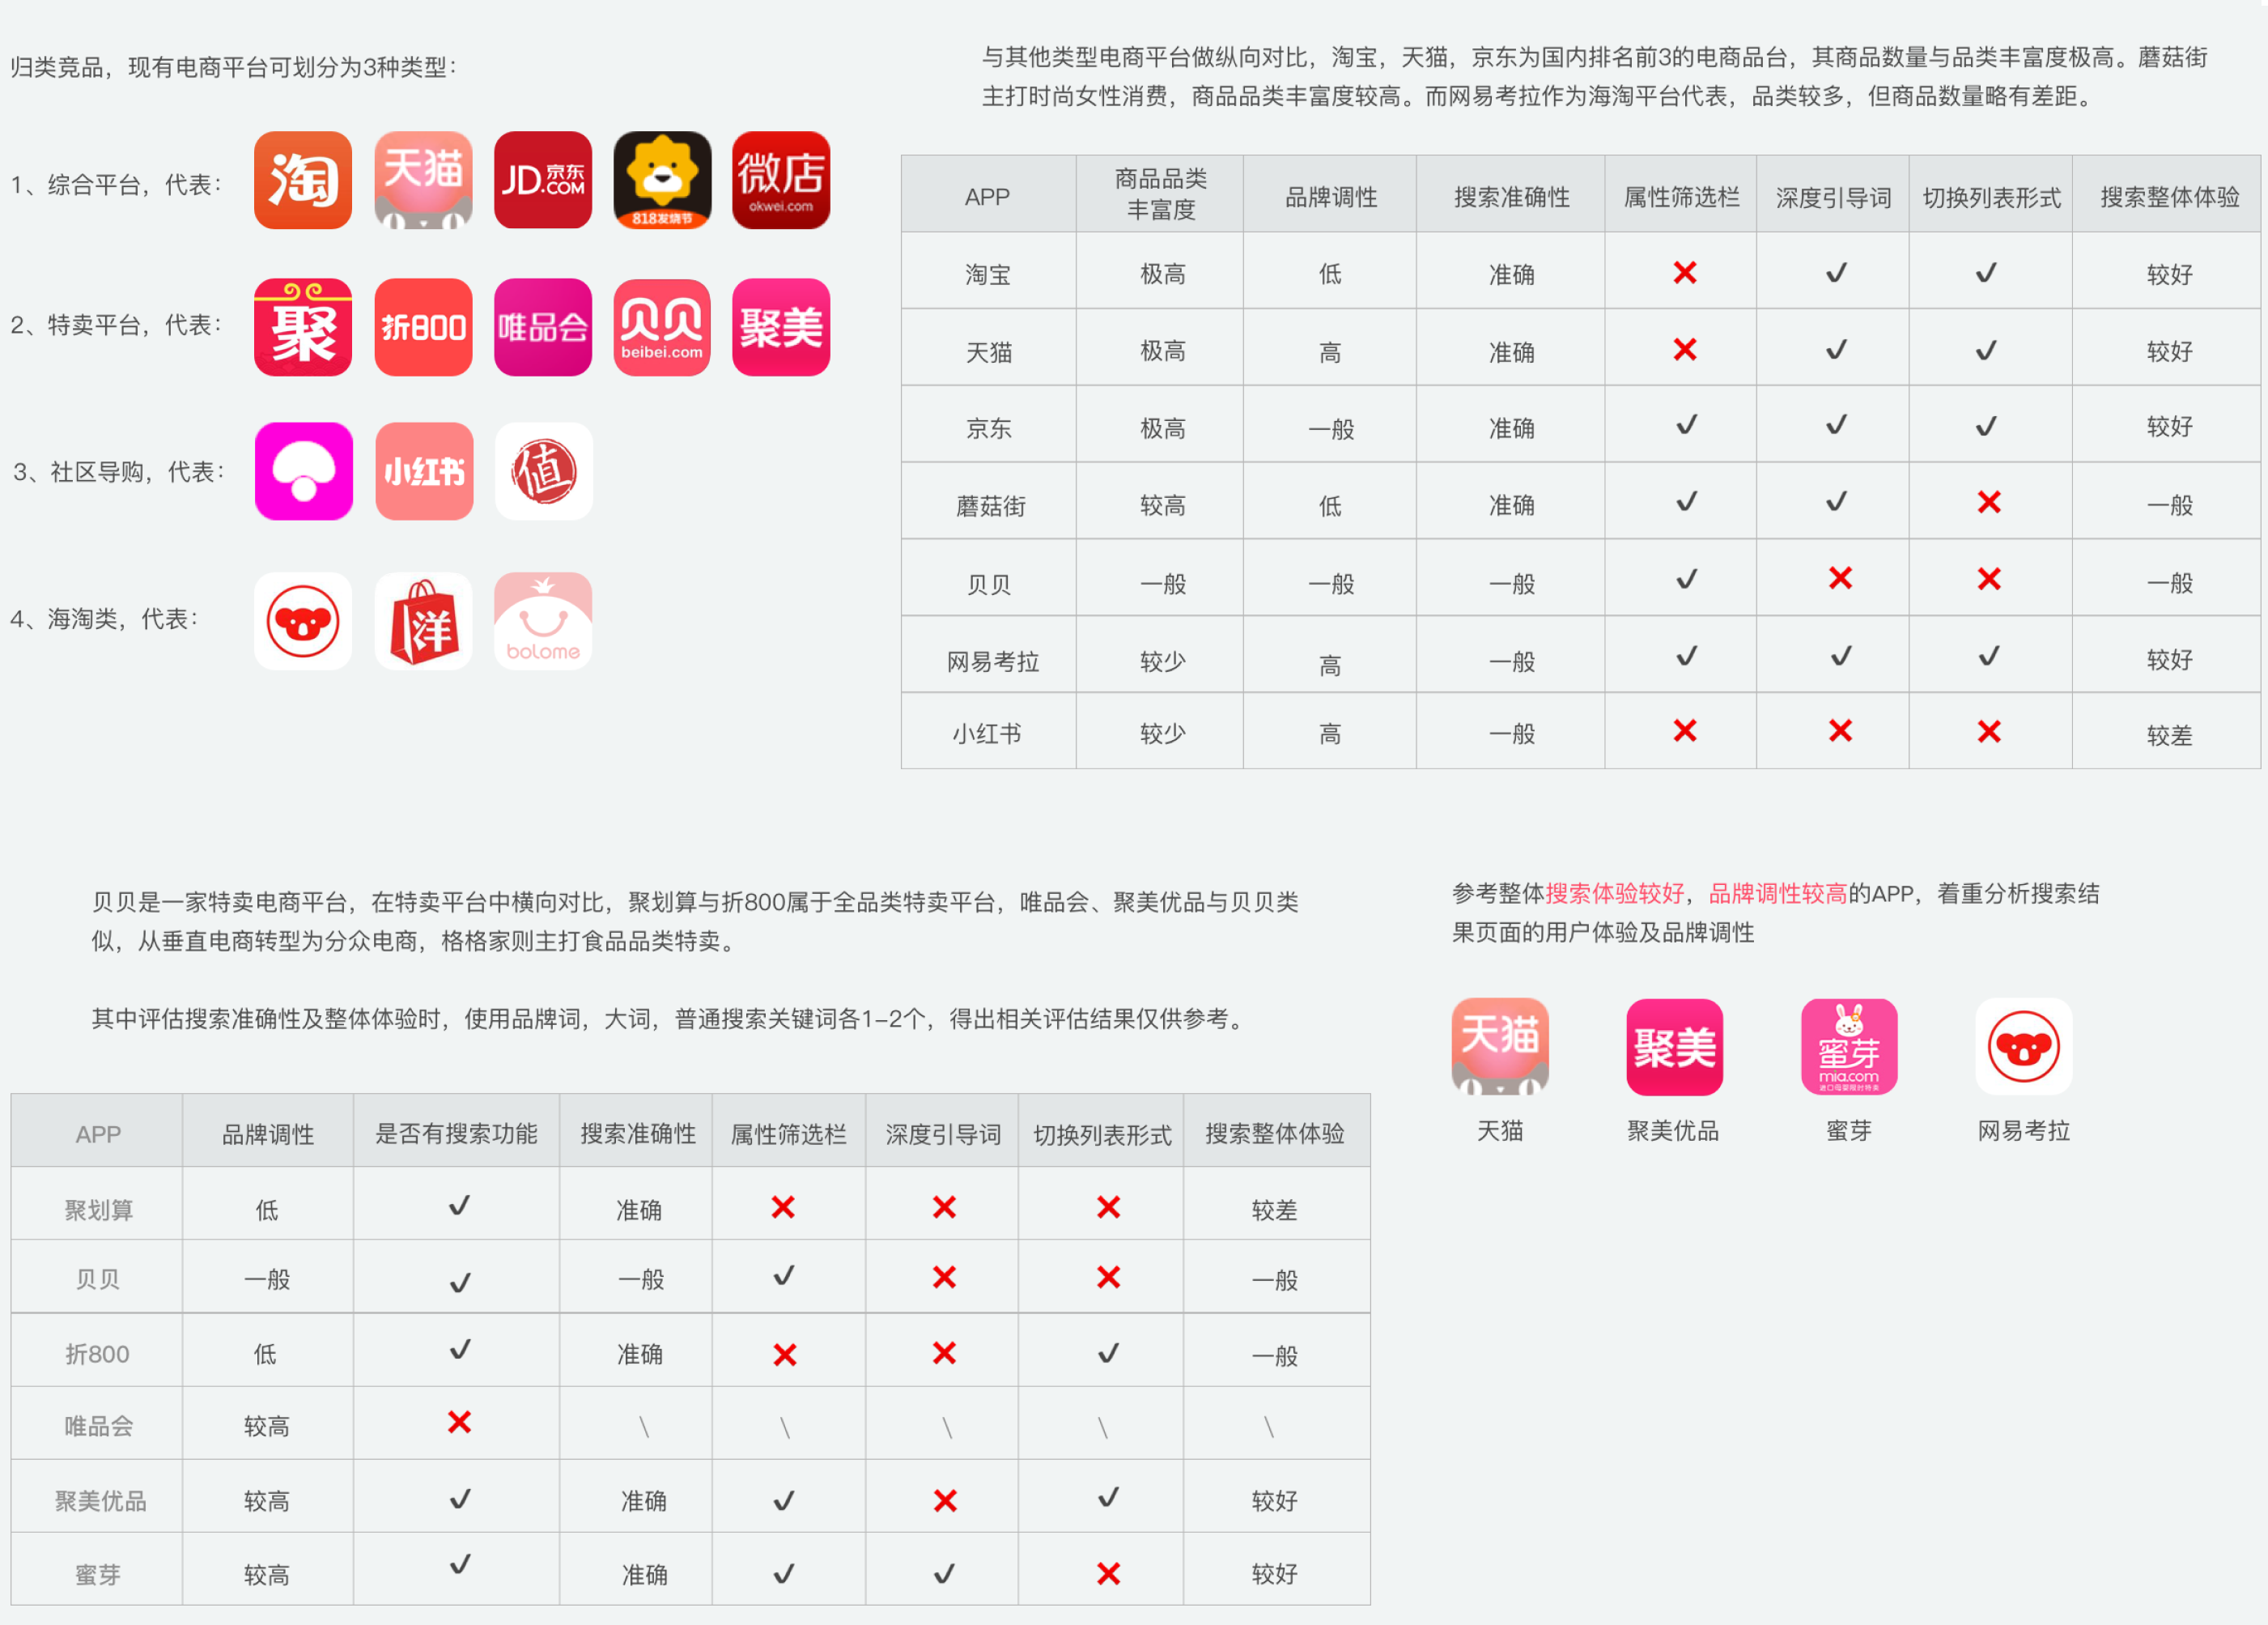 归类竞品，现有电商平台可划分为3种类型：
1、综合平台，代表：
淘
天猫
JD京东.COM
818发烧节
微店
okwei.com
2、特卖平台，代表：
聚
折800
唯品会
贝贝
beibei.com
聚美
3、社区导购，代表：
小红书
值
4、海淘类，代表：
洋
bolome
与其他类型电商平台做纵向对比，淘宝，天猫，京东为国内排名前3的电商品台，其商品数量与品类丰富度极高。蘑菇街
主打时尚女性消费，商品品类丰富度较高。而网易考拉作为海淘平台代表，品类较多，但商品数量略有差距。
APP 商品品类丰富度 品牌调性 搜索准确性 属性筛选栏 深度引导词 切换列表形式 搜索整体体验
淘宝 极高 低 准确 ✗ ✓ ✓ 较好
天猫 极高 高 准确 ✗ ✓ ✓ 较好
京东 极高 一般 准确 ✓ ✓ ✓ 较好
蘑菇街 较高 低 准确 ✓ ✓ ✗ 一般
贝贝 一般 一般 一般 ✓ ✗ ✗ 一般
网易考拉 较少 高 一般 ✓ ✓ ✓ 较好
小红书 较少 高 一般 ✗ ✗ ✗ 较差
贝贝是一家特卖电商平台，在特卖平台中横向对比，聚划算与折800属于全品类特卖平台，唯品会、聚美优品与贝贝类
似，从垂直电商转型为分众电商，格格家则主打食品品类特卖。
其中评估搜索准确性及整体体验时，使用品牌词，大词，普通搜索关键词各1-2个，得出相关评估结果仅供参考。
APP 品牌调性 是否有搜索功能 搜索准确性 属性筛选栏 深度引导词 切换列表形式 搜索整体体验
聚划算 低 ✓ 准确 ✗ ✗ ✗ 较差
贝贝 一般 ✓ 一般 ✓ ✗ ✗ 一般
折800 低 ✓ 准确 ✗ ✗ ✓ 一般
唯品会 较高 ✗ \ \ \ \ \
聚美优品 较高 ✓ 准确 ✓ ✗ ✓ 较好
蜜芽 较高 ✓ 准确 ✓ ✓ ✗ 较好
参考整体搜索体验较好，品牌调性较高的APP，着重分析搜索结
果页面的用户体验及品牌调性
天猫
聚美
蜜芽
mia.com
进口母婴限时特卖
天猫 聚美优品 蜜芽 网易考拉